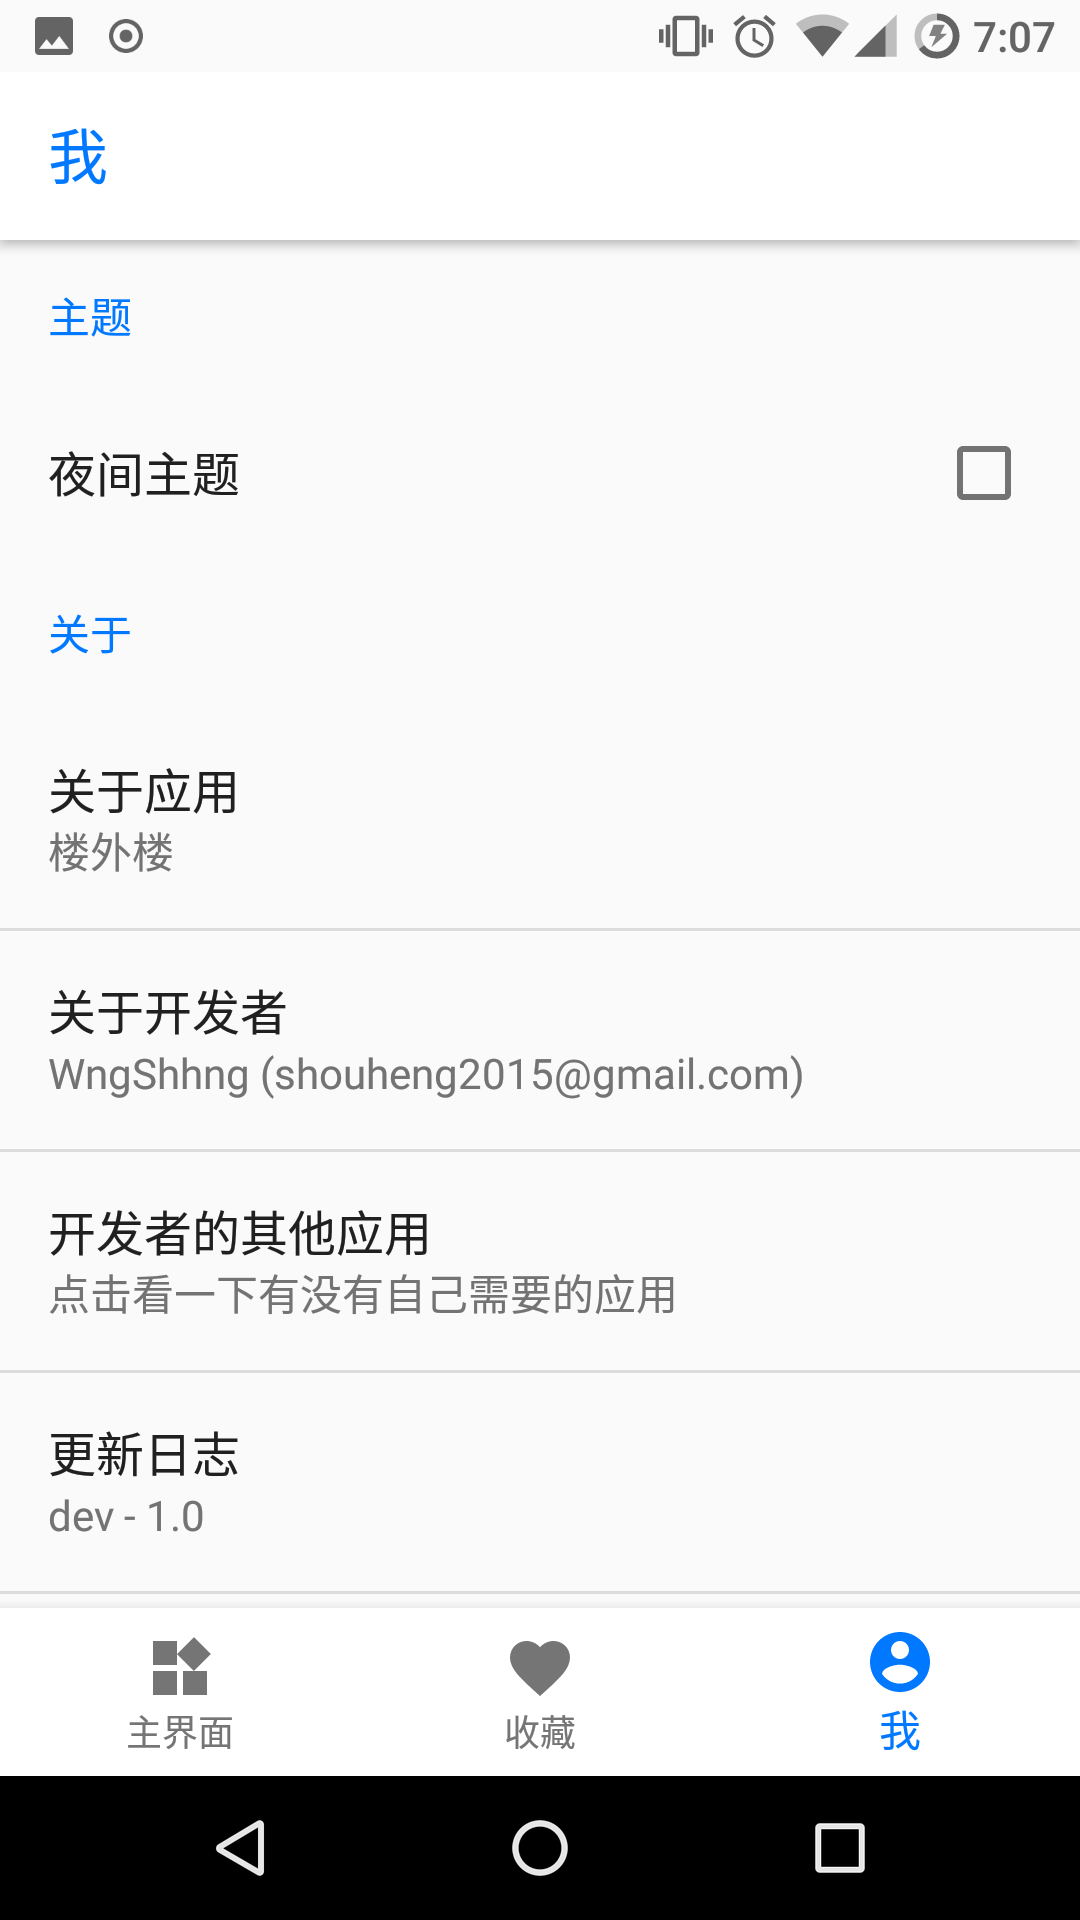 7:07
我
主题
夜间主题
关于
关于应用
楼外楼
关于开发者
WngShhng (shouheng2015@gmail.com)
开发者的其他应用
点击看一下有没有自己需要的应用
更新日志
dev - 1.0
主界面
收藏
我